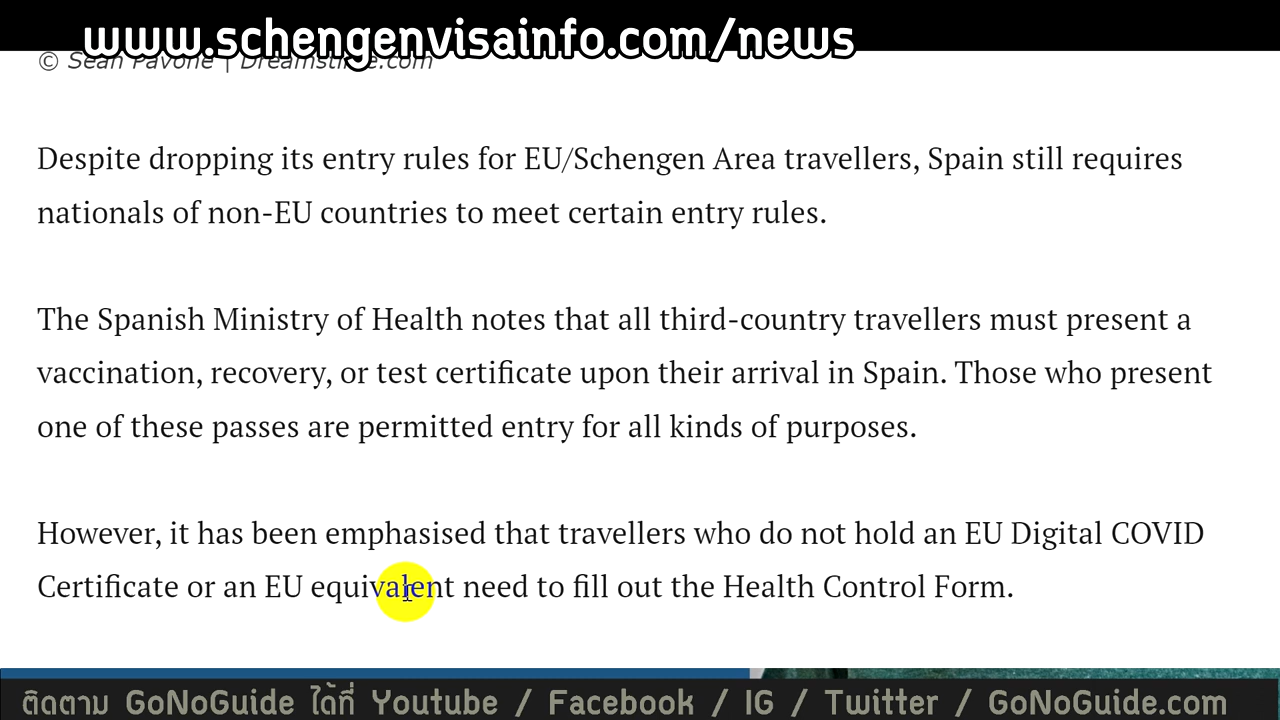 www.schengenvisainfo.com/news
© Sean Pavone | Dreamstime.com
Despite dropping its entry rules for EU/Schengen Area travellers, Spain still requires
nationals of non-EU countries to meet certain entry rules.
The Spanish Ministry of Health notes that all third-country travellers must present a
vaccination, recovery, or test certificate upon their arrival in Spain. Those who present
one of these passes are permitted entry for all kinds of purposes.
However, it has been emphasised that travellers who do not hold an EU Digital COVID
Certificate or an EU equivalent need to fill out the Health Control Form.
ติดตาม GoNoGuide ได้ที่ Youtube / Facebook / IG / Twitter / GoNoGuide.com